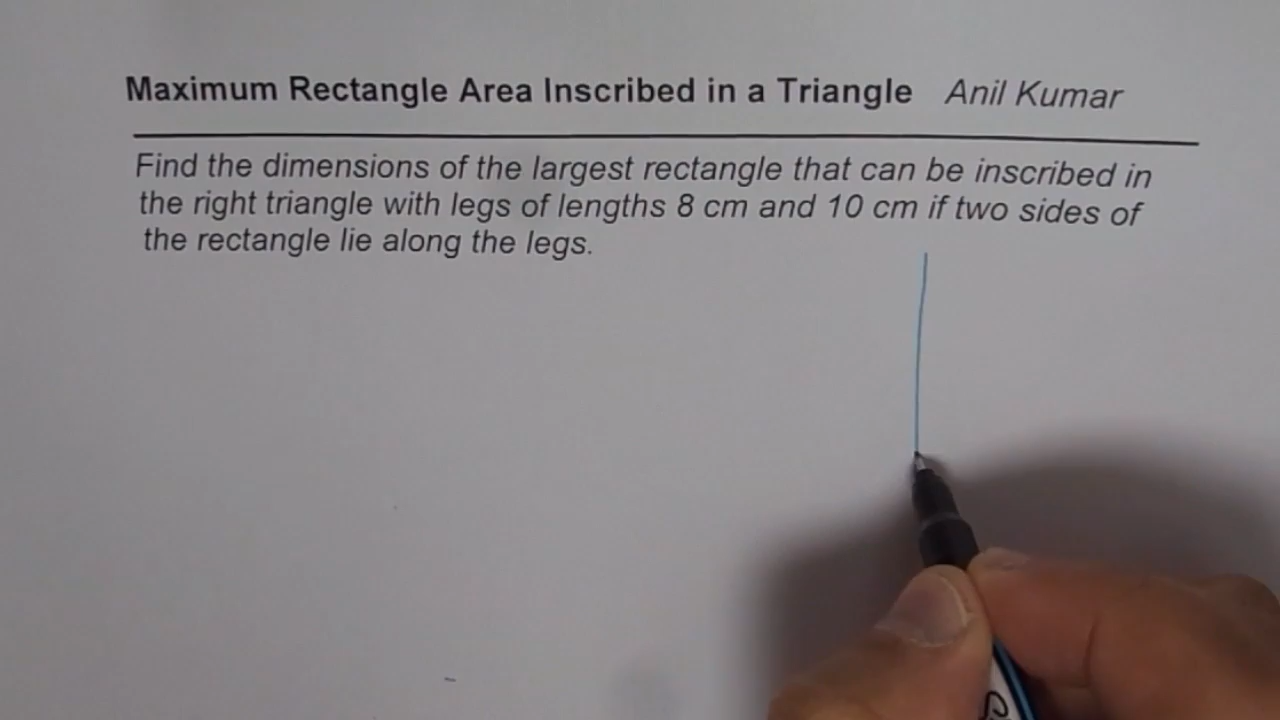 Maximum Rectangle Area Inscribed in a Triangle Anil Kumar
Find the dimensions of the largest rectangle that can be inscribed in
the right triangle with legs of lengths 8 cm and 10 cm if two sides of
the rectangle lie along the legs.